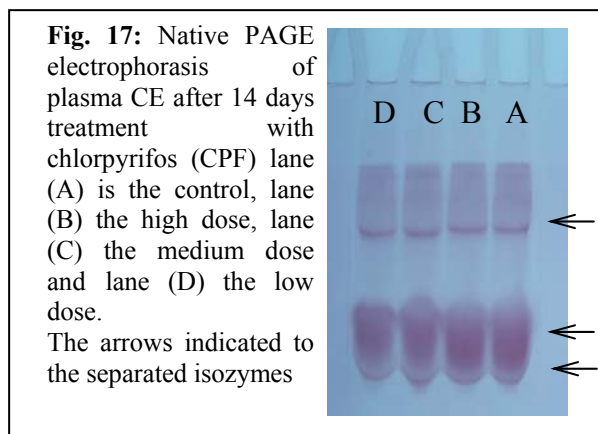 Fig. 17: Native PAGE
electrophorasis of
plasma CE after 14 days
treatment with
chlorpyrifos (CPF) lane
(A) is the control, lane
(B) the high dose, lane
(C) the medium dose
and lane (D) the low
dose.
The arrows indicated to
the separated isozymes
D C B A